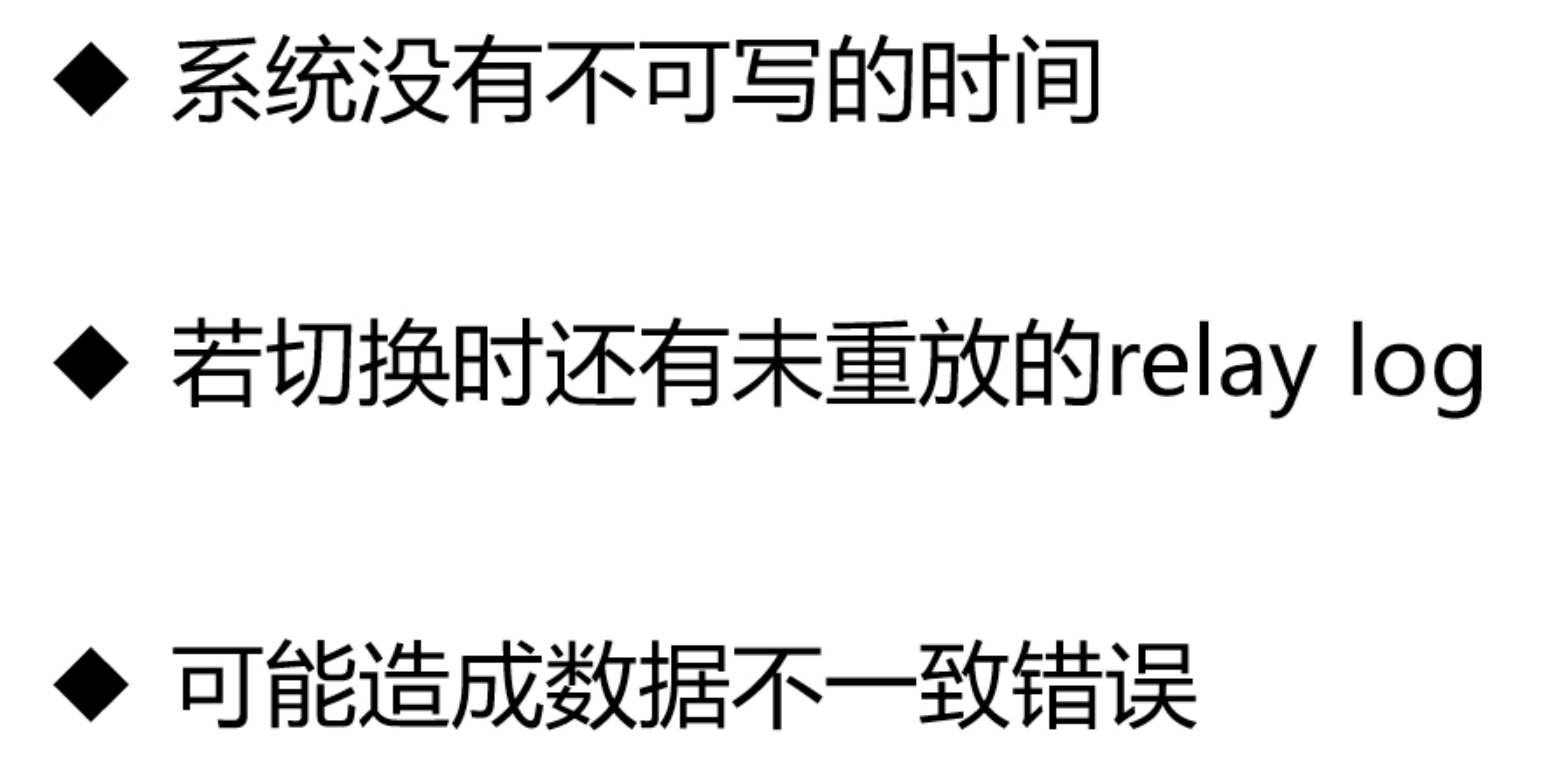 ◆ 系统没有不可写的时间
◆ 若切换时还有未重放的relay log
◆ 可能造成数据不一致错误